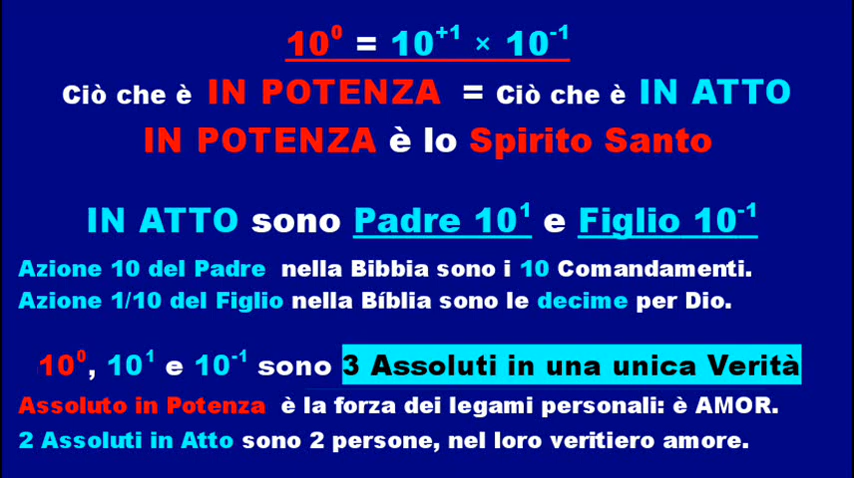 10⁰ = 10⁺¹ × 10⁻¹
Ciò che è IN POTENZA = Ciò che è IN ATTO
IN POTENZA è lo Spirito Santo
IN ATTO sono Padre 10¹ e Figlio 10⁻¹
Azione 10 del Padre nella Bibbia sono i 10 Comandamenti.
Azione 1/10 del Figlio nella Bíblia sono le decime per Dio.
10⁰, 10¹ e 10⁻¹ sono 3 Assoluti in una unica Verità
Assoluto in Potenza è la forza dei legami personali: è AMOR.
2 Assoluti in Atto sono 2 persone, nel loro veritiero amore.